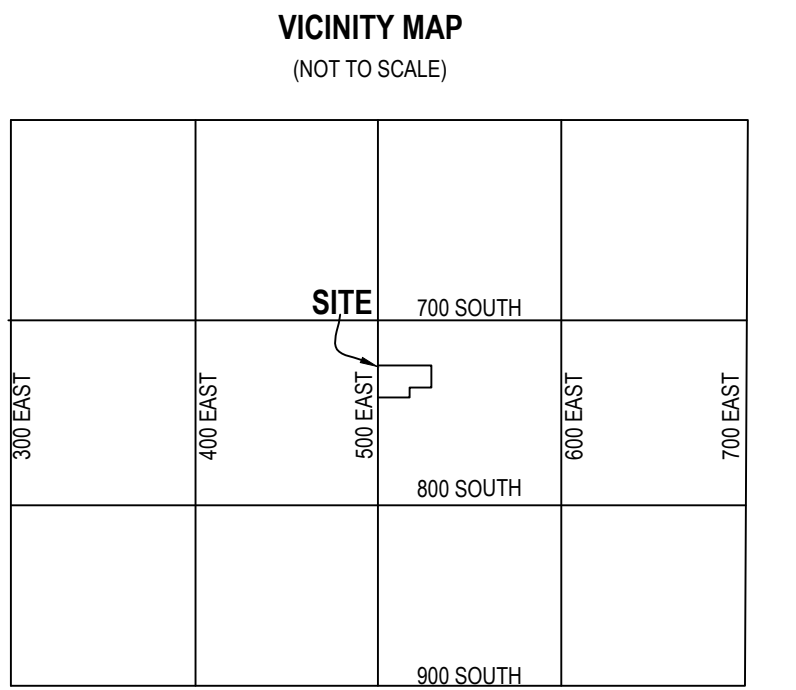 VICINITY MAP
(NOT TO SCALE)
SITE
700 SOUTH
300 EAST
400 EAST
500 EAST
600 EAST
700 EAST
800 SOUTH
900 SOUTH